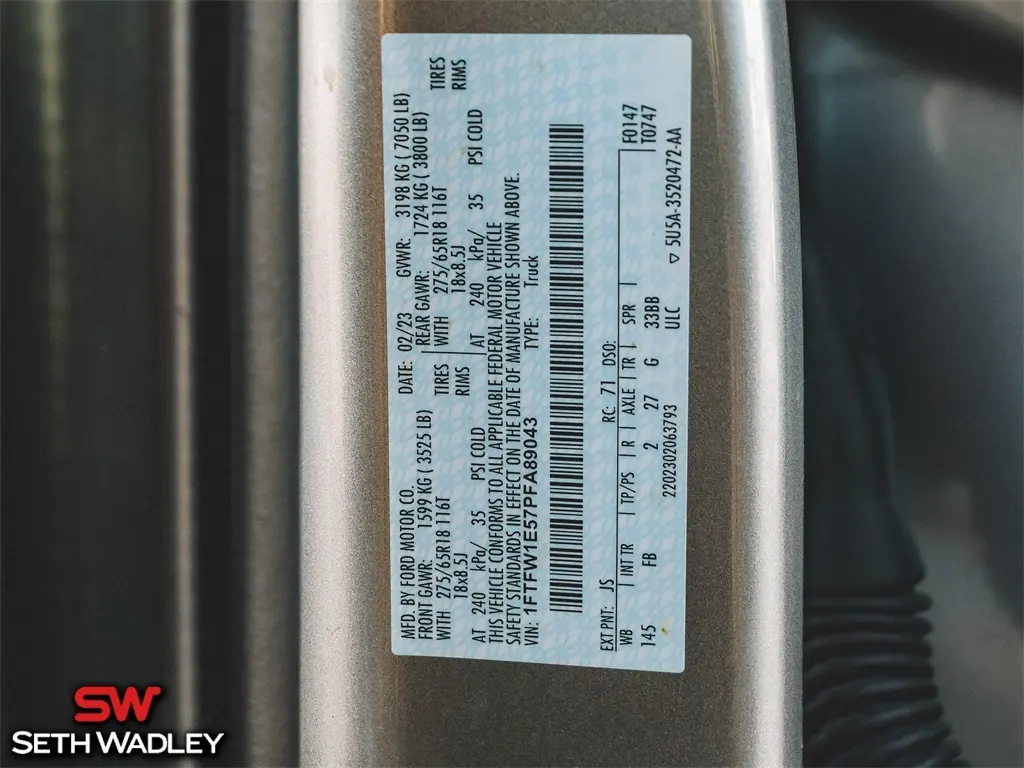 MFD. BY FORD MOTOR CO.
DATE: 02/23 GVWR: 3198 KG ( 7050 LB)
FRONT GAWR: 1599 KG ( 3525 LB)
REAR GAWR: 1724 KG ( 3800 LB)
WITH 275/65R18 116T TIRES
18x8.5J RIMS
WITH 275/65R18 116T TIRES
18x8.5J RIMS
AT 240 kPa/ 35 PSI COLD
AT 240 kPa/ 35 PSI COLD
THIS VEHICLE CONFORMS TO ALL APPLICABLE FEDERAL MOTOR VEHICLE
SAFETY STANDARDS IN EFFECT ON THE DATE OF MANUFACTURE SHOWN ABOVE.
VIN: 1FTFW1E57PFA89043 TYPE: Truck
EXT PNT: JS RC: 71 DSO:
WB INT TR TP/PS R AXLE TR SPR
F0147
145 FB 2 27 G 33BB
T0747
2202302063793 ULC
▽ 5U5A-3520472-AA
SW
SETH WADLEY